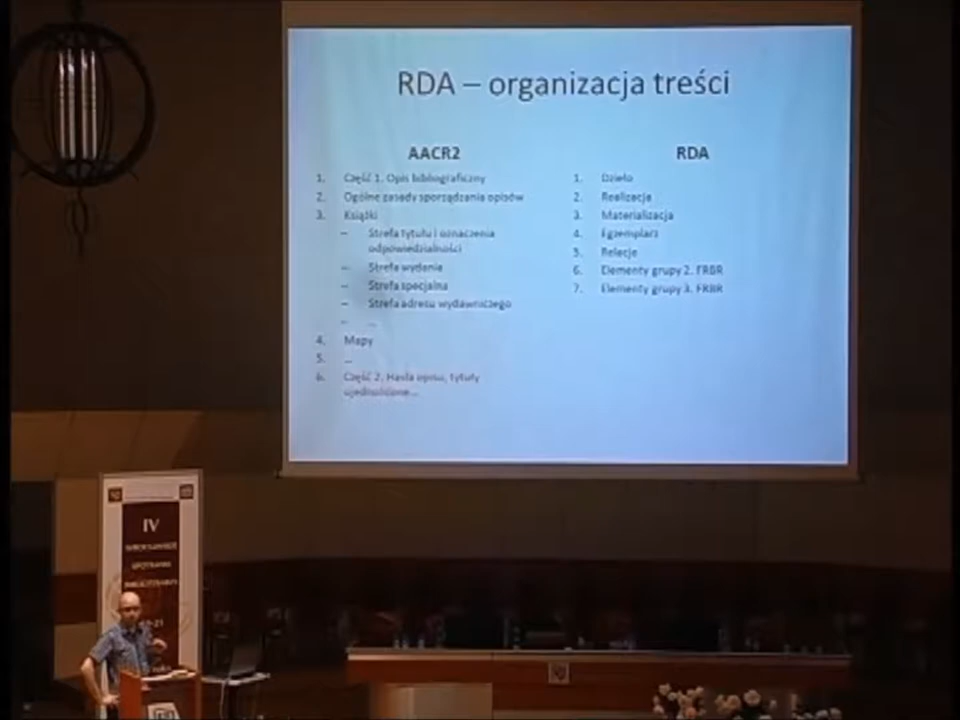 RDA – organizacja treści
AACR2
1. Część 1. Opis bibliograficzny
2. Ogólne zasady sporządzania opisów
3. Książki
– Strefa tytułu i oznaczenia
odpowiedzialności
– Strefa wydania
– Strefa specjalna
– Strefa adresu wydawniczego
– ...
4. Mapy
5. ...
6. Część 2. Hasła opisu, tytuły
ujednolicone...
RDA
1. Dzieło
2. Realizacja
3. Materializacja
4. Egzemplarz
5. Relacje
6. Elementy grupy 2. FRBR
7. Elementy grupy 3. FRBR
IV